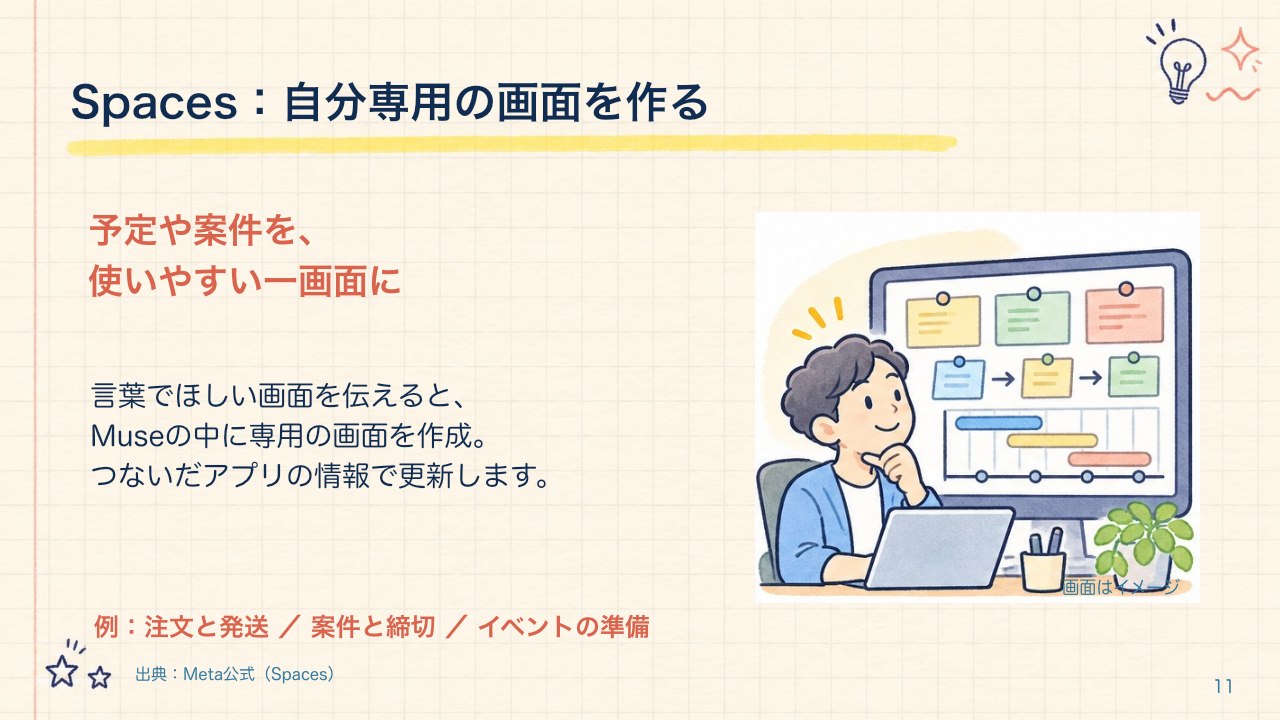 Spaces：自分専用の画面を作る
予定や案件を、
使いやすい一画面に
言葉でほしい画面を伝えると、
Museの中に専用の画面を作成。
つないだアプリの情報で更新します。
画面はイメージ
例：注文と発送 ／ 案件と締切 ／ イベントの準備
出典：Meta公式（Spaces）
11